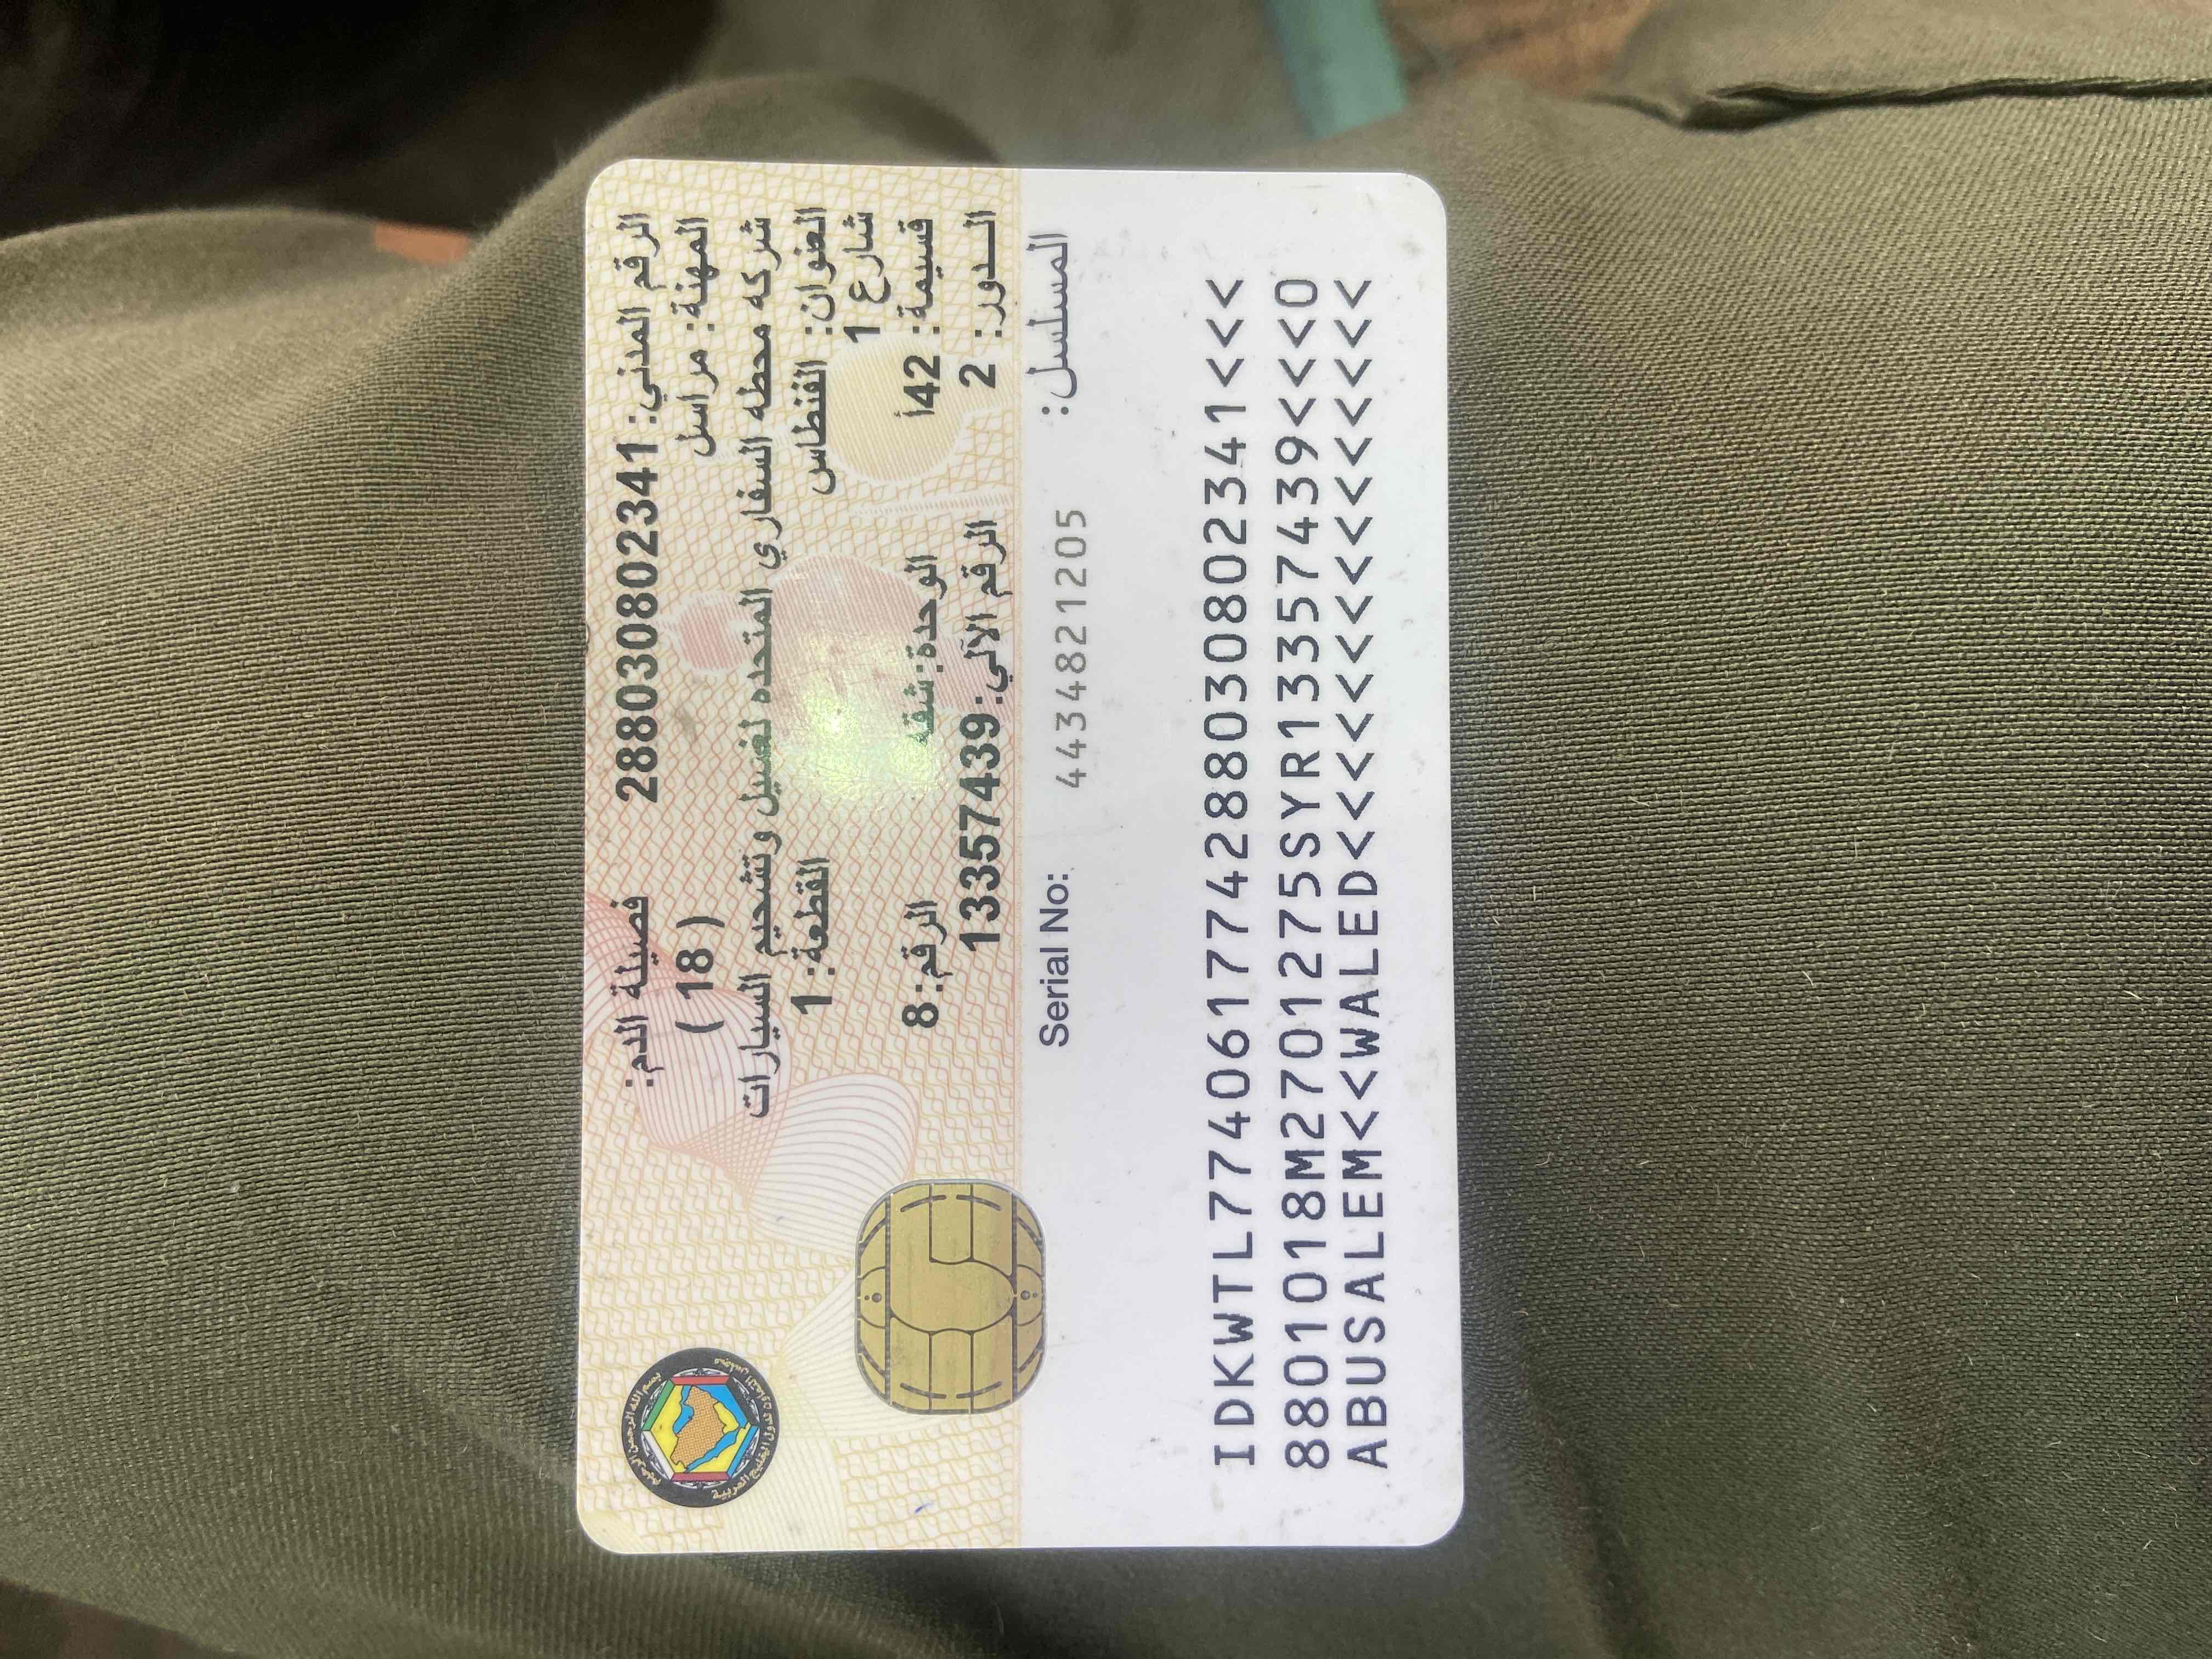 الرقم المدني: 288030802341 فصيلة الدم:
المهنة: مراسل (18)
شركه محطه السفاري المتحده لغسيل وتشحيم السيارات
العنوان: الفنطاس القطعة: 1
شارع 1
قسيمة: 42أ الوحدة: شقه الرقم: 8
الدور: 2 الرقم الآلي: 13357439
المسلسل: 4434821205 Serial No:
IDKWTL774061774288030802341<<<
8801018M2701275SYR13357439<<<0
ABUSALEM<<WALED<<<<<<<<<<<<<<<